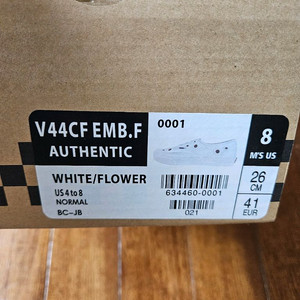 V44CF EMB.F
AUTHENTIC
0001
8
M'S US
WHITE/FLOWER
US 4 to 8
NORMAL
BC-JB
634460-0001
021
26
CM
41
EUR